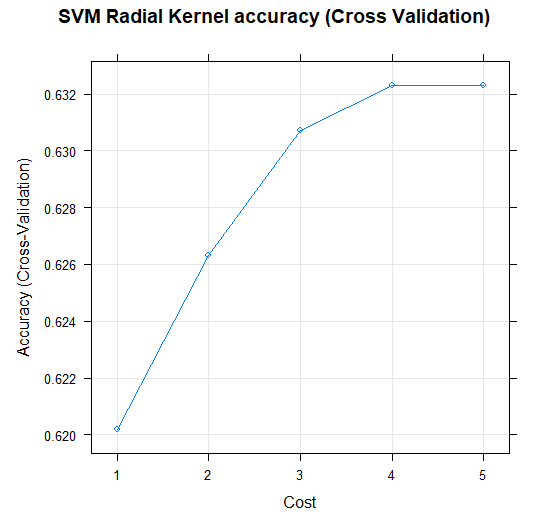 SVM Radial Kernel accuracy (Cross Validation)
Accuracy (Cross-Validation)
0.632
0.630
0.628
0.626
0.624
0.622
0.620
1 2 3 4 5
Cost